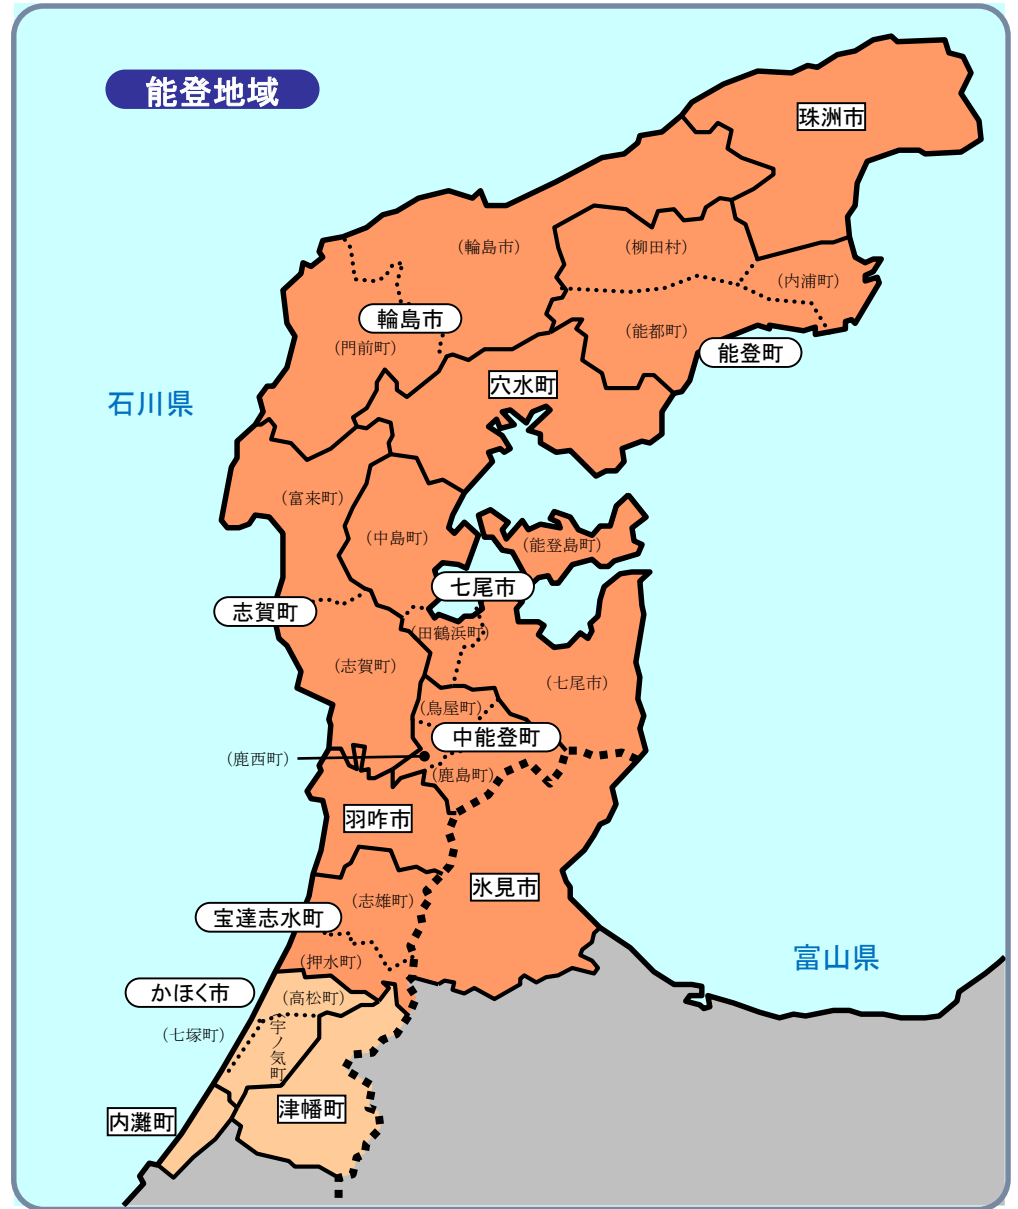 能登地域
珠洲市
(輪島市)
(柳田村)
(内浦町)
輪島市
(能都町)
(門前町)
能登町
穴水町
石川県
(富来町)
(中島町)
(能登島町)
七尾市
志賀町
(田鶴浜町)
(志賀町)
(七尾市)
(鳥屋町)
中能登町
(鹿西町)
(鹿島町)
羽咋市
氷見市
(志雄町)
宝達志水町
富山県
(押水町)
かほく市
(高松町)
(七塚町)
(宇ノ気町)
津幡町
内灘町